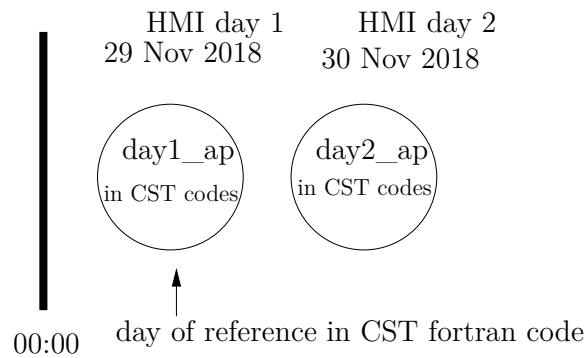 HMI day 1
29 Nov 2018
HMI day 2
30 Nov 2018
day1_ap
in CST codes
day2_ap
in CST codes
00:00
day of reference in CST fortran code